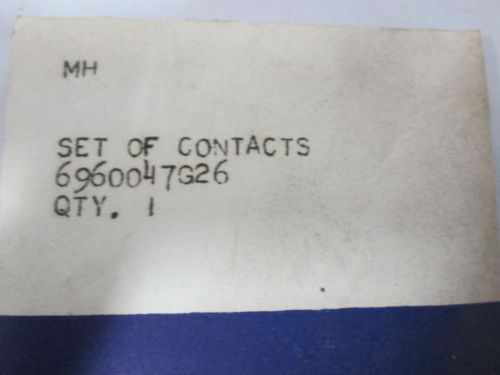 MH
SET OF CONTACTS
6960047G26
QTY. 1